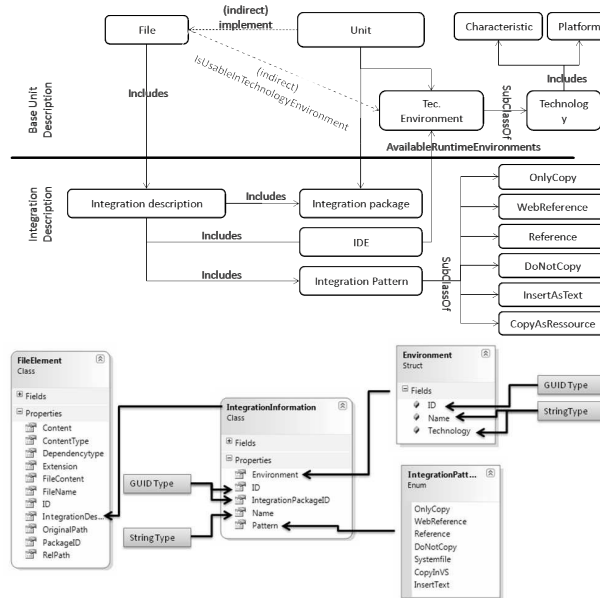 (indirect)
implement
File
Unit
Characteristic
Platform
(indirect)
IsUsableInTechnologyEnvironment
Includes
Includes
Base Unit
Description
Tec.
Environment
SubClassOf
Technolog
y
AvailableRuntimeEnvironments
Integration
Description
Integration description
Includes
Integration package
Includes
IDE
Includes
Integration Pattern
SubClassOf
OnlyCopy
WebReference
Reference
DoNotCopy
InsertAsText
CopyAsRessource
FileElement
Class
Fields
Properties
Content
ContentType
Dependencytype
Extension
FileContent
FileName
ID
IntegrationDes...
OriginalPath
PackageID
RelPath
GUID Type
StringType
IntegrationInformation
Class
Fields
Properties
Environment
ID
IntegrationPackageID
Name
Pattern
Environment
Struct
Fields
ID
Name
Technology
GUID Type
StringType
IntegrationPatt...
Enum
OnlyCopy
WebReference
Reference
DoNotCopy
Systemfile
CopyInVS
InsertText